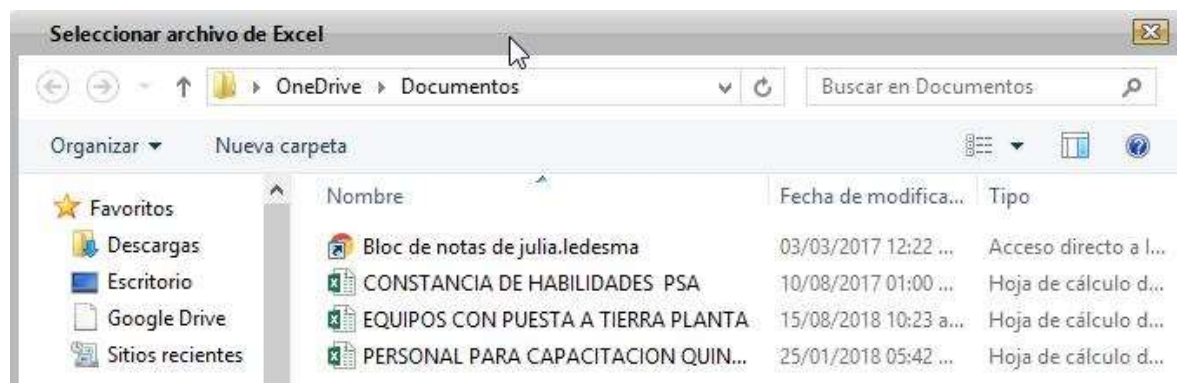 Seleccionar archivo de Excel
OneDrive Documentos
Buscar en Documentos
Organizar Nueva carpeta
Favoritos
Descargas
Escritorio
Google Drive
Sitios recientes
Nombre Fecha de modifica... Tipo
Bloc de notas de julia.ledesma 03/03/2017 12:22 ... Acceso directo a l...
CONSTANCIA DE HABILIDADES PSA 10/08/2017 01:00 ... Hoja de cálculo d...
EQUIPOS CON PUESTA A TIERRA PLANTA 15/08/2018 10:23 a... Hoja de cálculo d...
PERSONAL PARA CAPACITACION QUIN... 25/01/2018 05:42 ... Hoja de cálculo d...